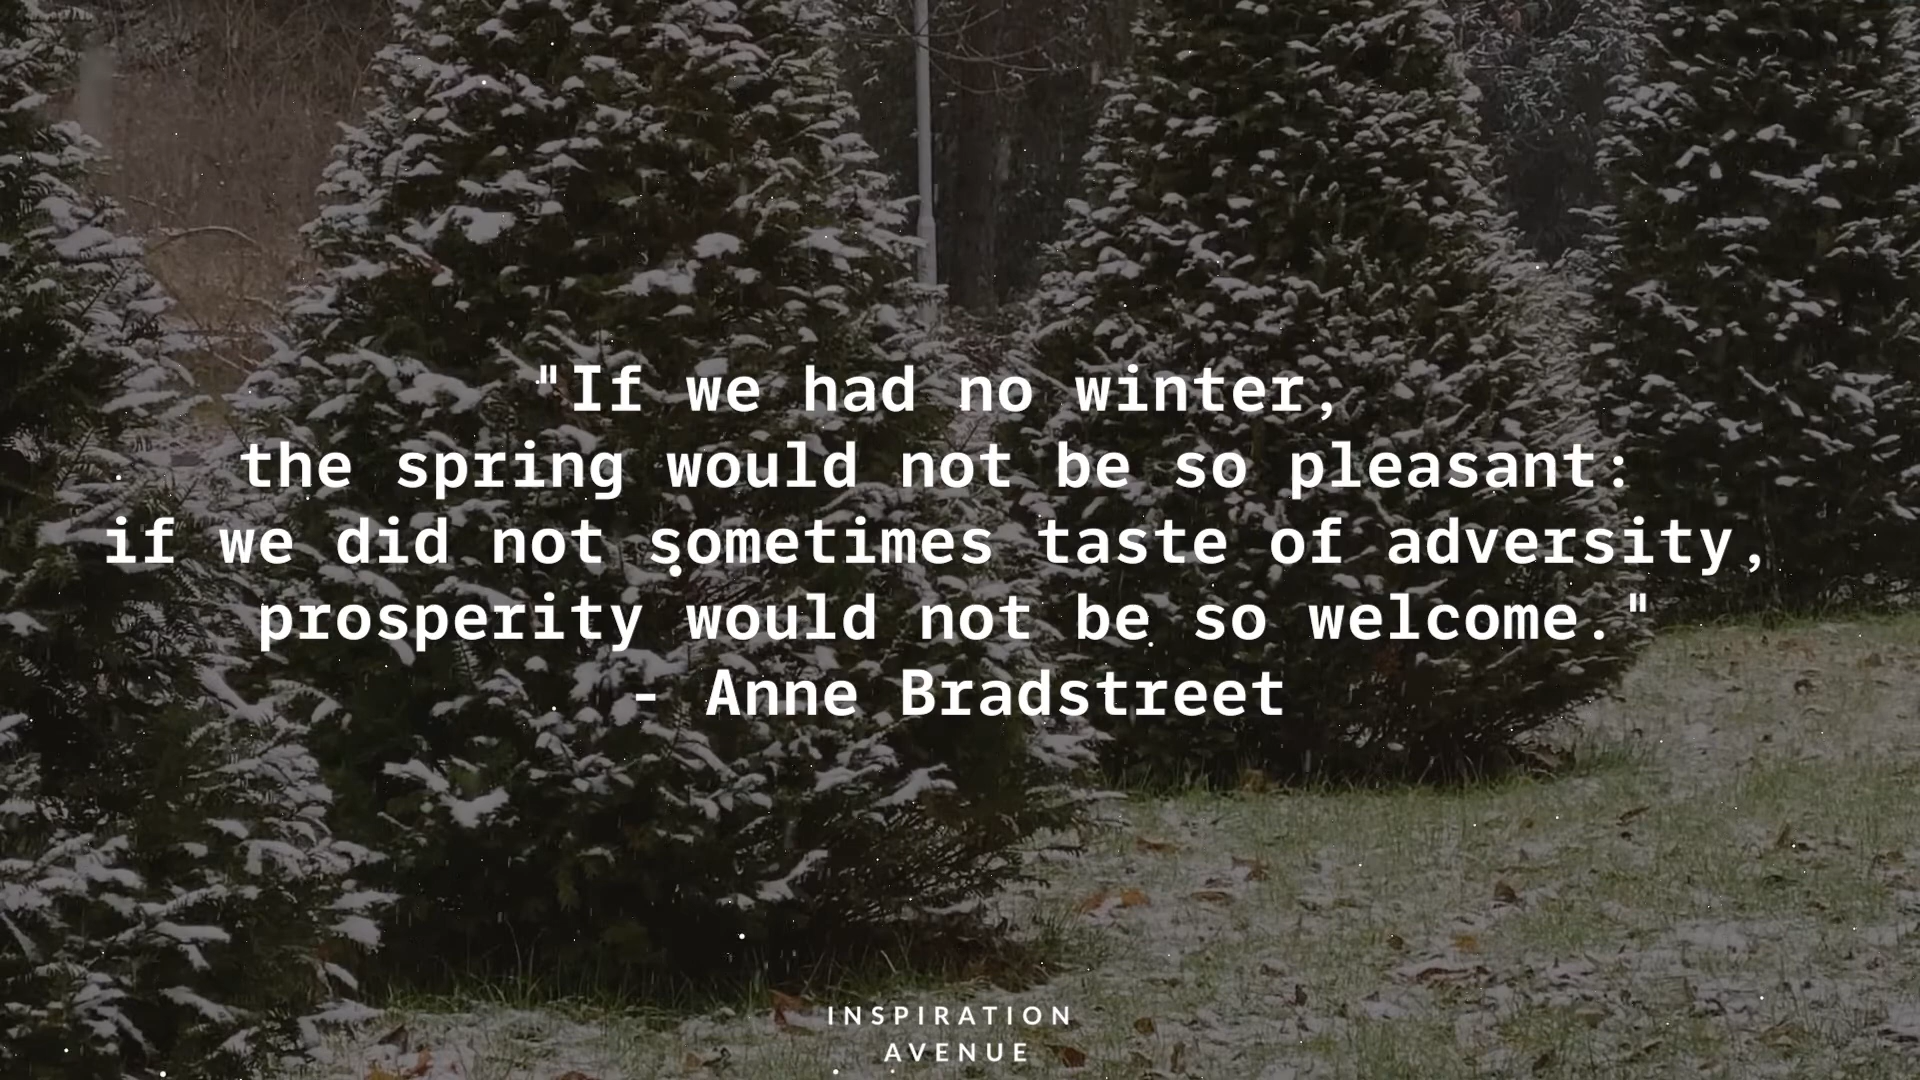 "If we had no winter,
the spring would not be so pleasant:
if we did not sometimes taste of adversity,
prosperity would not be so welcome."
- Anne Bradstreet
INSPIRATION
AVENUE